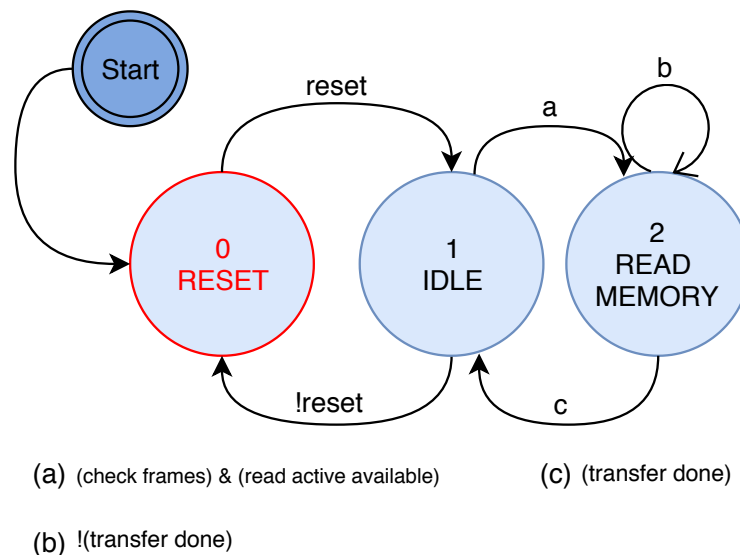 Start
reset
a
b
0
RESET
1
IDLE
2
READ
MEMORY
!reset
c
(a) (check frames) & (read active available)
(c) (transfer done)
(b) !(transfer done)